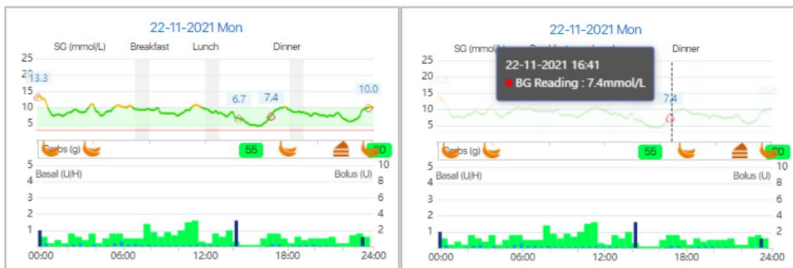 22-11-2021 Mon
SG (mmol/L) Breakfast Lunch Dinner
25
20
15
10
5
13.3
6.7
7.4
10.0
Carbs (g)
55
20
5 10
Basal (U/H) Bolus (U)
4 8
3 6
2 4
1 2
00:00 06:00 12:00 18:00 24:00
22-11-2021 Mon
Dinner
22-11-2021 16:41
BG Reading : 7.4mmol/L
25
20
15
10
5
7.4
Carbs (g)
55
5 10
Basal (U/H) Bolus (U)
4 8
3 6
2 4
1 2
00:00 06:00 12:00 18:00 24:00